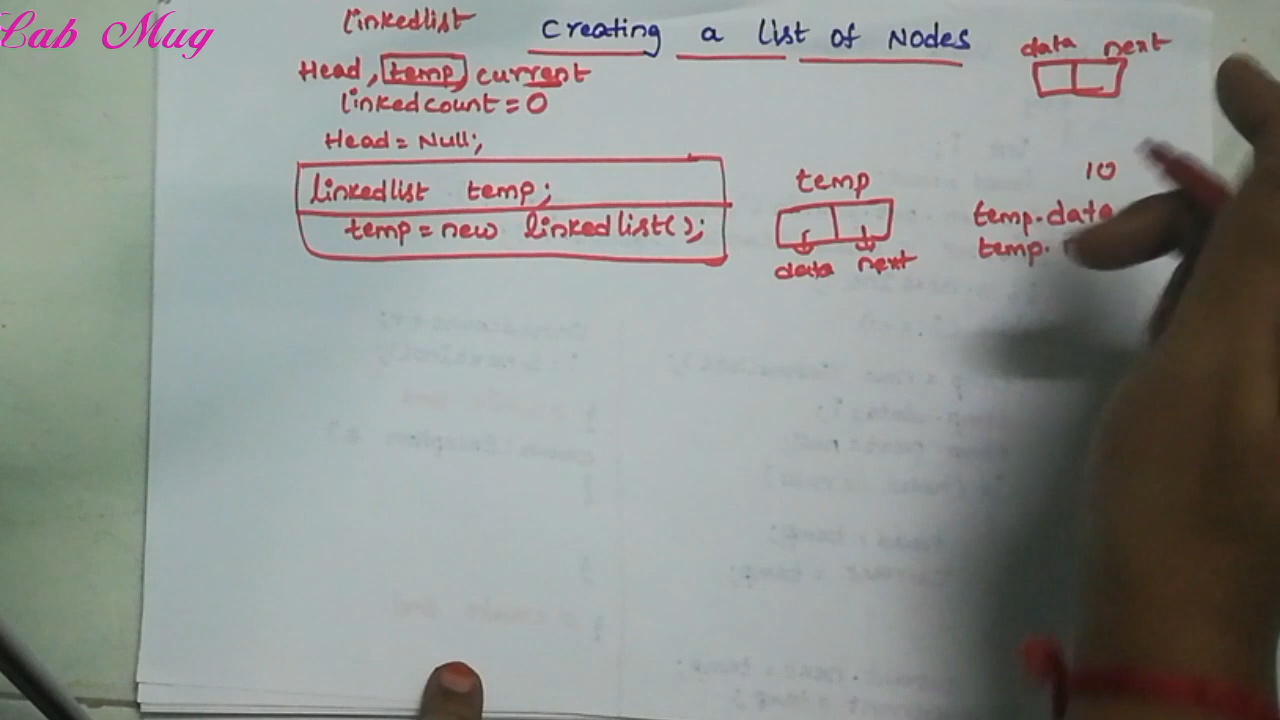 Lab Mug
linkedlist
Creating a List of Nodes
data next
Head, temp, current
linkedcount = 0
Head = Null;
linkedlist temp;
temp = new linkedlist();
temp
data next
10
temp.data
temp.